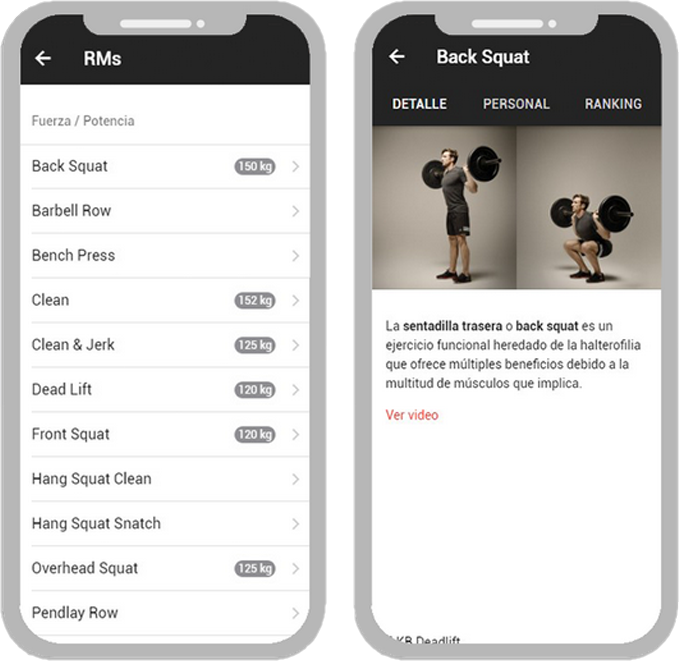 RMs
Fuerza / Potencia
Back Squat 150 kg
Barbell Row
Bench Press
Clean 152 kg
Clean & Jerk 125 kg
Dead Lift 120 kg
Front Squat 120 kg
Hang Squat Clean
Hang Squat Snatch
Overhead Squat 125 kg
Pendlay Row
Back Squat
DETALLE PERSONAL RANKING
La sentadilla trasera o back squat es un
ejercicio funcional heredado de la halterofilia
que ofrece múltiples beneficios debido a la
multitud de músculos que implica.
Ver video
KB Deadlift